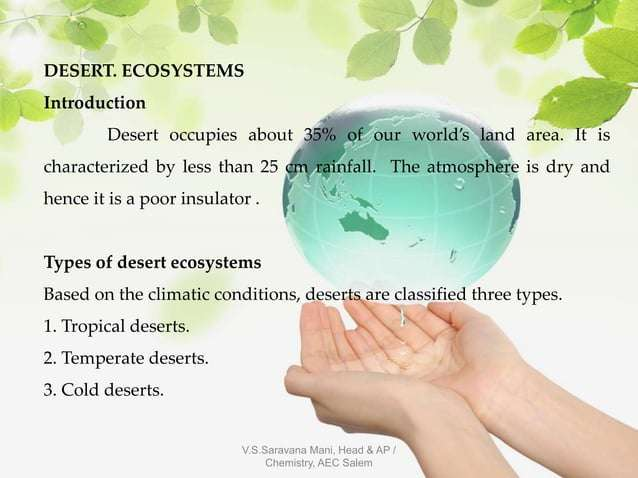 DESERT. ECOSYSTEMS
Introduction
Desert occupies about 35% of our world's land area. It is
characterized by less than 25 cm rainfall. The atmosphere is dry and
hence it is a poor insulator .
Types of desert ecosystems
Based on the climatic conditions, deserts are classified three types.
1. Tropical deserts.
2. Temperate deserts.
3. Cold deserts.
V.S.Saravana Mani, Head & AP /
Chemistry, AEC Salem